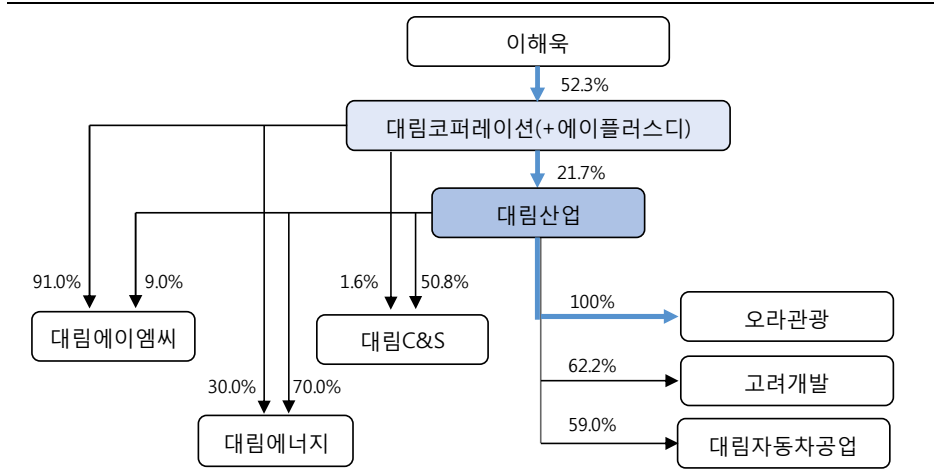 이해욱
52.3%
대림코퍼레이션(+에이플러스디)
21.7%
대림산업
91.0%
9.0%
1.6%
50.8%
100%
오라관광
대림에이엠씨
대림C&S
62.2%
고려개발
30.0%
70.0%
59.0%
대림에너지
대림자동차공업